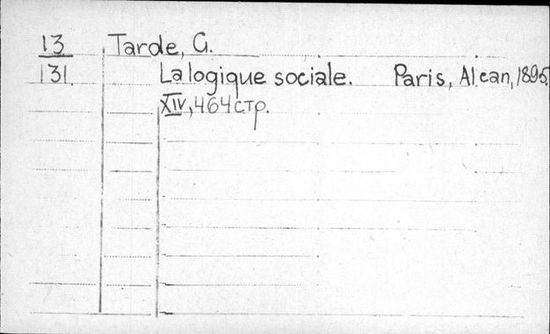 13 Tarde, G.
131 La logique sociale. Paris, Alcan, 1895,
XIV, 464 стр.